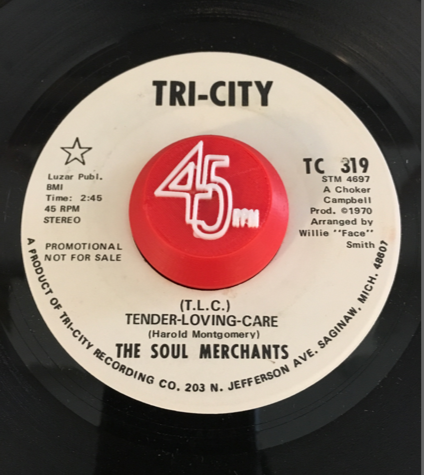 TRI-CITY
Luzar Publ.
BMI
Time: 2:45
45 RPM
STEREO
PROMOTIONAL
NOT FOR SALE
45 RPM
TC 319
STM 4697
A Choker
Campbell
Prod. ©1970
Arranged by
Willie "Face"
Smith
(T.L.C.)
TENDER-LOVING-CARE
(Harold Montgomery)
THE SOUL MERCHANTS
A PRODUCT OF TRI-CITY RECORDING CO. 203 N. JEFFERSON AVE. SAGINAW, MICH. 48607